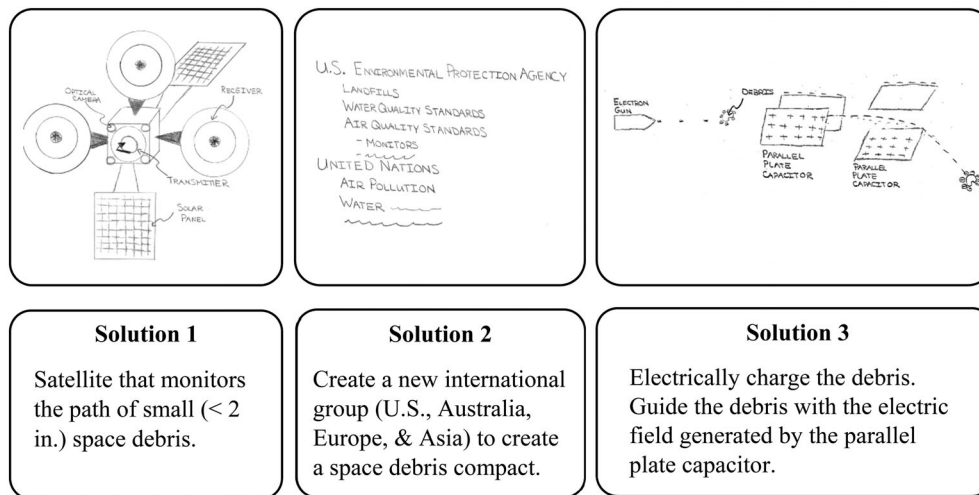 OPTICAL
CAMERA
RECEIVER
TRANSMITTER
SOLAR
PANEL
U.S. ENVIRONMENTAL PROTECTION AGENCY
LANDFILLS
WATER QUALITY STANDARDS
AIR QUALITY STANDARDS
- MONITORS
UNITED NATIONS
AIR POLLUTION
WATER
ELECTRON
GUN
DEBRIS
PARALLEL
PLATE
CAPACITOR
PARALLEL
PLATE
CAPACITOR
Solution 1
Satellite that monitors
the path of small (< 2
in.) space debris.
Solution 2
Create a new international
group (U.S., Australia,
Europe, & Asia) to create
a space debris compact.
Solution 3
Electrically charge the debris.
Guide the debris with the electric
field generated by the parallel
plate capacitor.